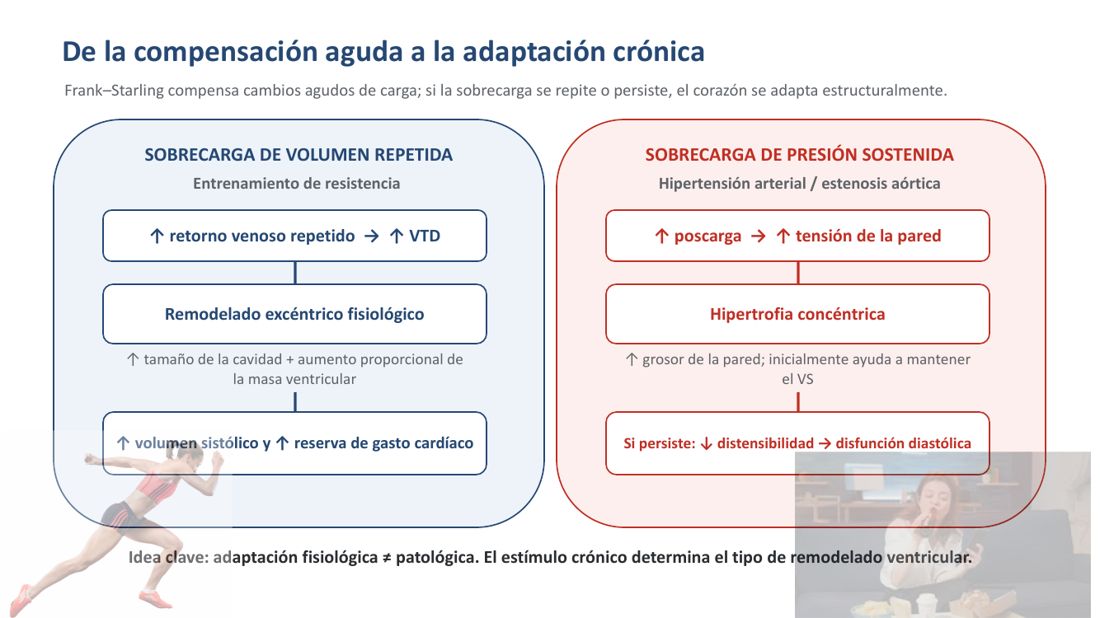 De la compensación aguda a la adaptación crónica
Frank–Starling compensa cambios agudos de carga; si la sobrecarga se repite o persiste, el corazón se adapta estructuralmente.
SOBRECARGA DE VOLUMEN REPETIDA
Entrenamiento de resistencia
↑ retorno venoso repetido → ↑ VTD
Remodelado excéntrico fisiológico
↑ tamaño de la cavidad + aumento proporcional de
la masa ventricular
↑ volumen sistólico y ↑ reserva de gasto cardíaco
SOBRECARGA DE PRESIÓN SOSTENIDA
Hipertensión arterial / estenosis aórtica
↑ poscarga → ↑ tensión de la pared
Hipertrofia concéntrica
↑ grosor de la pared; inicialmente ayuda a mantener
el VS
Si persiste: ↓ distensibilidad → disfunción diastólica
Idea clave: adaptación fisiológica ≠ patológica. El estímulo crónico determina el tipo de remodelado ventricular.